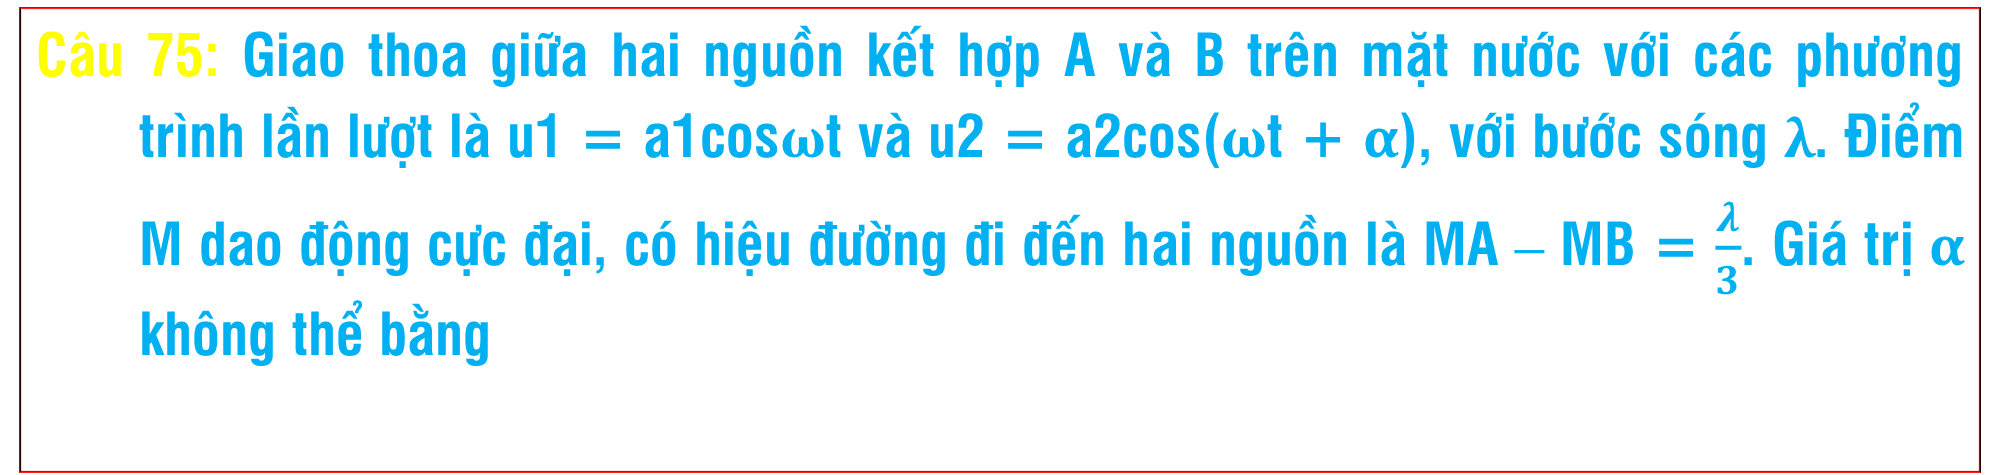 Câu 75: Giao thoa giữa hai nguồn kết hợp A và B trên mặt nước với các phương
trình lần lượt là u1 = a1cosωt và u2 = a2cos(ωt + α), với bước sóng λ. Điểm
M dao động cực đại, có hiệu đường đi đến hai nguồn là MA – MB = λ/3. Giá trị α
không thể bằng